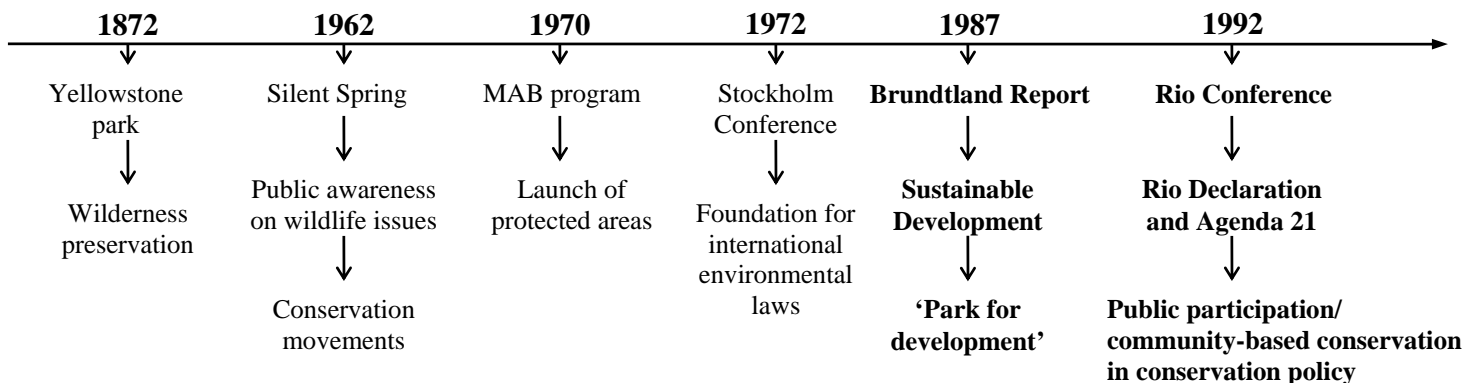 1872
1962
1970
1972
1987
1992
Yellowstone
park
Wilderness
preservation
Silent Spring
Public awareness
on wildlife issues
Conservation
movements
MAB program
Launch of
protected areas
Stockholm
Conference
Foundation for
international
environmental
laws
Brundtland Report
Sustainable
Development
‘Park for
development’
Rio Conference
Rio Declaration
and Agenda 21
Public participation/
community-based conservation
in conservation policy